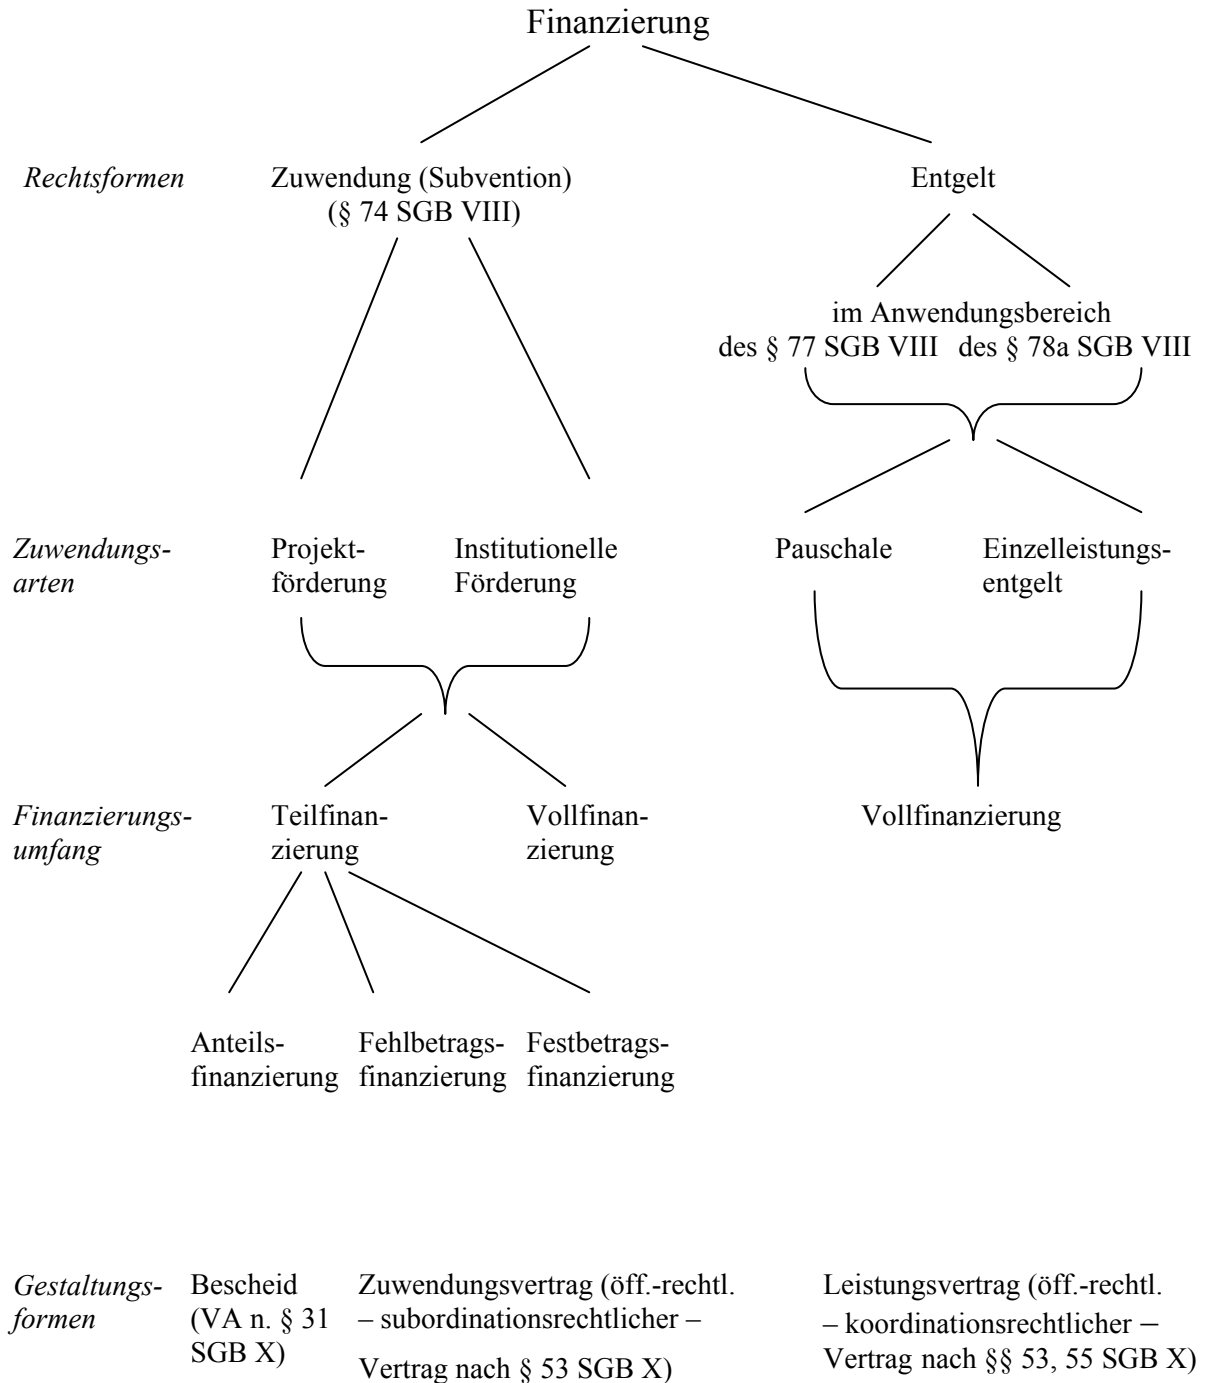 Finanzierung
Rechtsformen
Zuwendung (Subvention)
(§ 74 SGB VIII)
Entgelt
im Anwendungsbereich
des § 77 SGB VIII des § 78a SGB VIII
Zuwendungs-
arten
Projekt-
förderung
Institutionelle
Förderung
Pauschale
Einzelleistungs-
entgelt
Finanzierungs-
umfang
Teilfinan-
zierung
Vollfinan-
zierung
Vollfinanzierung
Anteils-
finanzierung
Fehlbetrags-
finanzierung
Festbetrags-
finanzierung
Gestaltungs-
formen
Bescheid
(VA n. § 31
SGB X)
Zuwendungsvertrag (öff.-rechtl.
– subordinationsrechtlicher –
Vertrag nach § 53 SGB X)
Leistungsvertrag (öff.-rechtl.
– koordinationsrechtlicher –
Vertrag nach §§ 53, 55 SGB X)